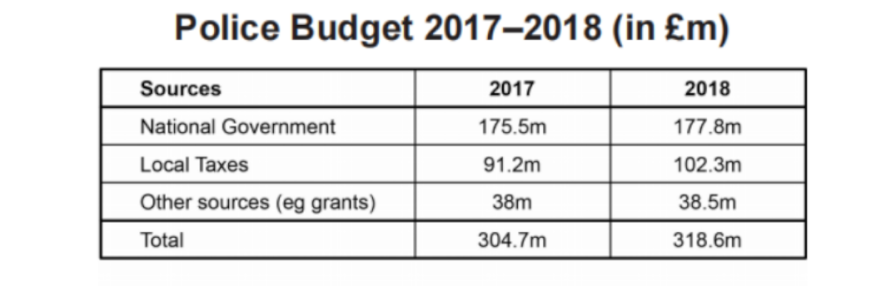 Police Budget 2017–2018 (in £m)
Sources 2017 2018
National Government 175.5m 177.8m
Local Taxes 91.2m 102.3m
Other sources (eg grants) 38m 38.5m
Total 304.7m 318.6m